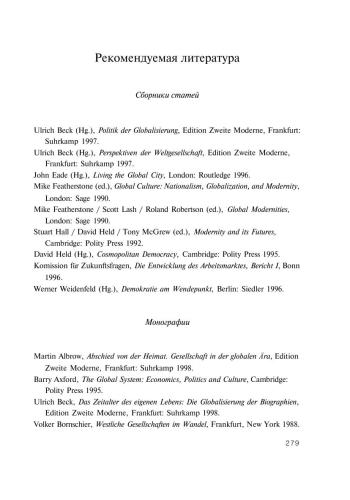 Рекомендуемая литература
Сборники статей
Ulrich Beck (Hg.), Politik der Globalisierung, Edition Zweite Moderne, Frankfurt:
Suhrkamp 1997.
Ulrich Beck (Hg.), Perspektiven der Weltgesellschaft, Edition Zweite Moderne,
Frankfurt: Suhrkamp 1997.
John Eade (Hg.), Living the Global City, London: Routledge 1996.
Mike Featherstone (ed.), Global Culture: Nationalism, Globalization, and Modernity,
London: Sage 1990.
Mike Featherstone / Scott Lash / Roland Robertson (ed.), Global Modernities,
London: Sage 1990.
Stuart Hall / David Held / Tony McGrew (ed.), Modernity and its Futures,
Cambridge: Polity Press 1992.
David Held (Hg.), Cosmopolitan Democracy, Cambridge: Polity Press 1995.
Komission für Zukunftsfragen, Die Entwicklung des Arbeitsmarktes, Bericht I, Bonn
1996.
Werner Weidenfeld (Hg.), Demokratie am Wendepunkt, Berlin: Siedler 1996.
Монографии
Martin Albrow, Abschied von der Heimat. Gesellschaft in der globalen Ära, Edition
Zweite Moderne, Frankfurt: Suhrkamp 1998.
Barry Axford, The Global System: Economics, Politics and Culture, Cambridge:
Polity Press 1995.
Ulrich Beck, Das Zeitalter des eigenen Lebens: Die Globalisierung der Biographien,
Edition Zweite Moderne, Frankfurt: Suhrkamp 1998.
Volker Bornschier, Westliche Gesellschaften im Wandel, Frankfurt, New York 1988.
279